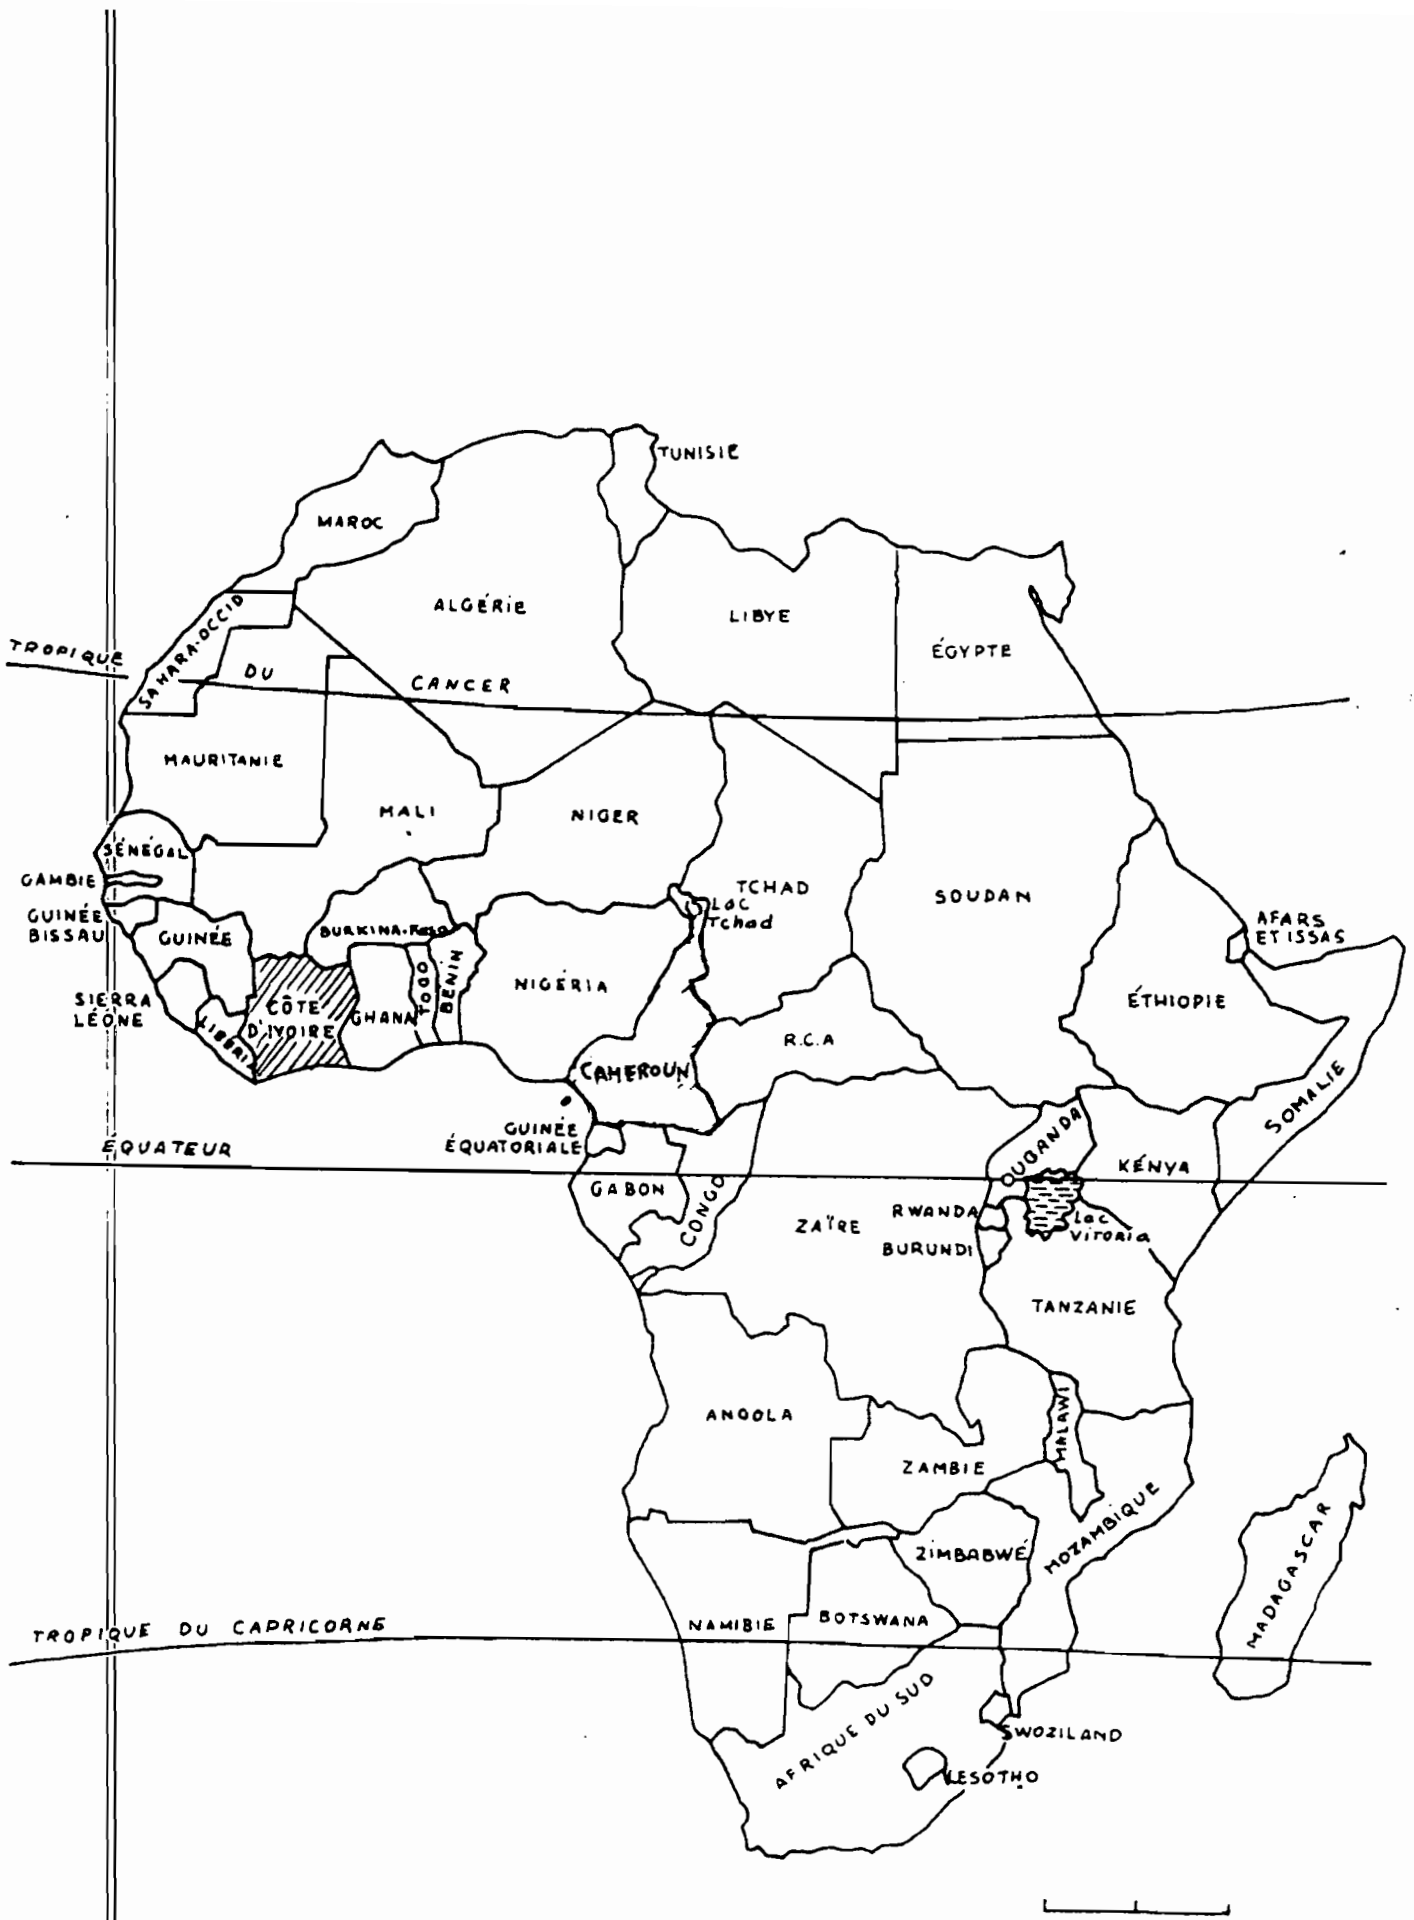 TUNISIE
MAROC
ALGÉRIE
LIBYE
ÉGYPTE
SAHARA-OCCID
TROPIQUE DU CANCER
MAURITANIE
MALI
NIGER
TCHAD
Lac
Tchad
SOUDAN
SÉNÉGAL
GAMBIE
GUINÉE
BISSAU
GUINÉE
BURKINA-FASO
AFARS
ET ISSAS
SIERRA
LÉONE
LIBÉRI
CÔTE
D'IVOIRE
GHANA
TOGO
BÉNIN
NIGÉRIA
ÉTHIOPIE
R.C.A
CAMEROUN
SOMALIE
GUINÉE
ÉQUATORIALE
ÉQUATEUR
OUGANDA
KÉNYA
GABON
CONGO
ZAÏRE
RWANDA
BURUNDI
Lac
Vitoria
TANZANIE
ANGOLA
MALAWI
ZAMBIE
MOZAMBIQUE
ZIMBABWÉ
MADAGASCAR
NAMIBIE
BOTSWANA
TROPIQUE DU CAPRICORNE
AFRIQUE DU SUD
SWOZILAND
LESOTHO